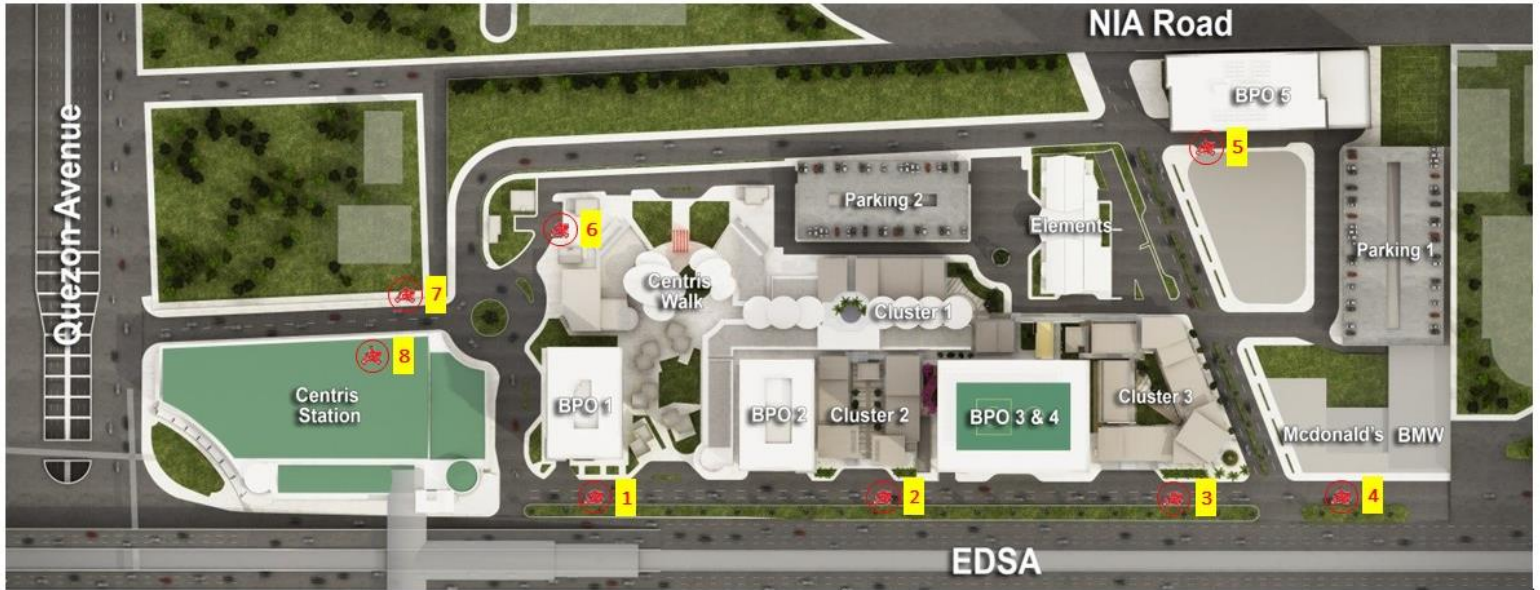 NIA Road
BPO 5
5
Quezon Avenue
Parking 2
Elements
6
Parking 1
7
Centris
Walk
Cluster 1
8
Centris
Station
BPO 1
BPO 2
Cluster 2
BPO 3 & 4
Cluster 3
Mcdonald's BMW
1
2
3
4
EDSA